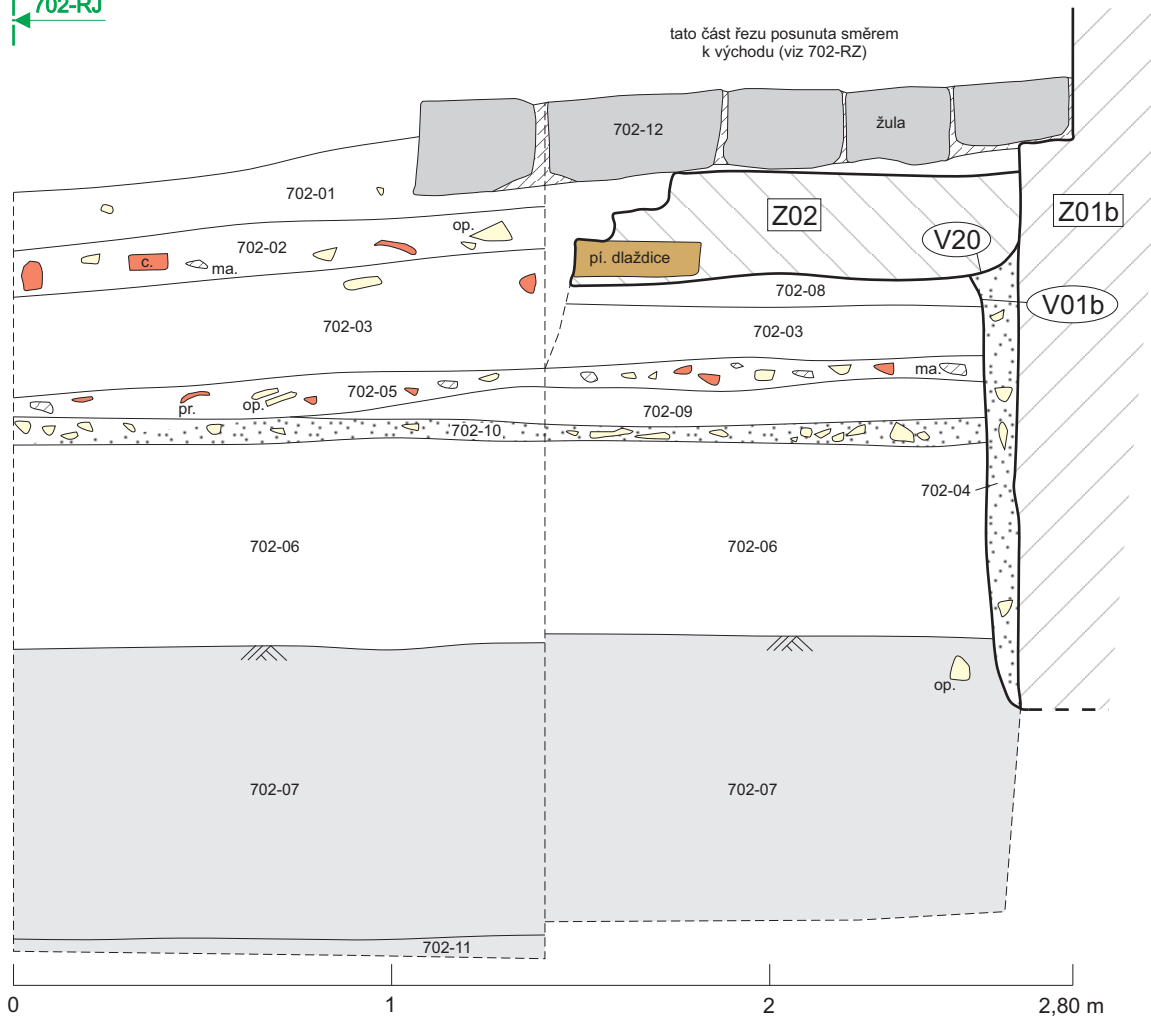 702-RJ
tato část řezu posunuta směrem
k východu (viz 702-RZ)
702-12
žula
702-01
Z02
Z01b
op.
702-02
V20
c.
ma.
pí. dlaždice
702-08
V01b
702-03
702-03
ma.
702-05
pr.
op.
702-09
702-10
702-04
702-06
702-06
op.
702-07
702-07
702-11
0
1
2
2,80 m